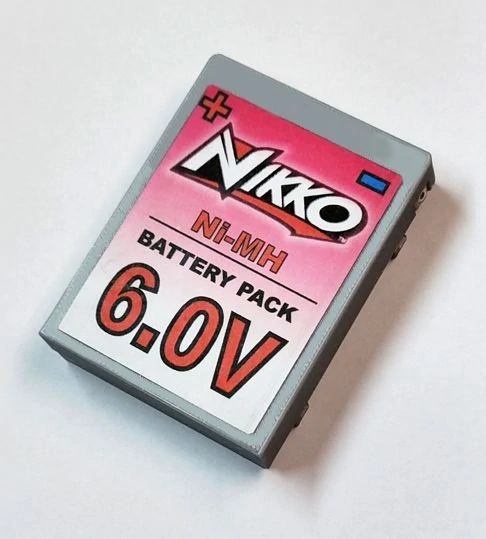 +
NIKKO
-
Ni-MH
BATTERY PACK
6.0V